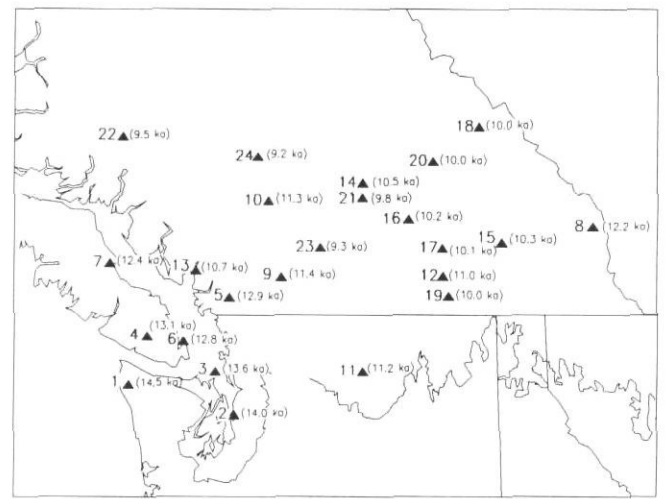 18 (10.0 ka)
22 (9.5 ka)
24 (9.2 ka)
20 (10.0 ka)
14 (10.5 ka)
21 (9.8 ka)
10 (11.3 ka)
16 (10.2 ka)
8 (12.2 ka)
15 (10.3 ka)
23 (9.3 ka)
17 (10.1 ka)
7 (12.4 ka)
13 (10.7 ka)
9 (11.4 ka)
12 (11.0 ka)
5 (12.9 ka)
19 (10.0 ka)
4 (13.1 ka)
6 (12.8 ka)
3 (13.6 ka)
11 (11.2 ka)
1 (14.5 ka)
2 (14.0 ka)